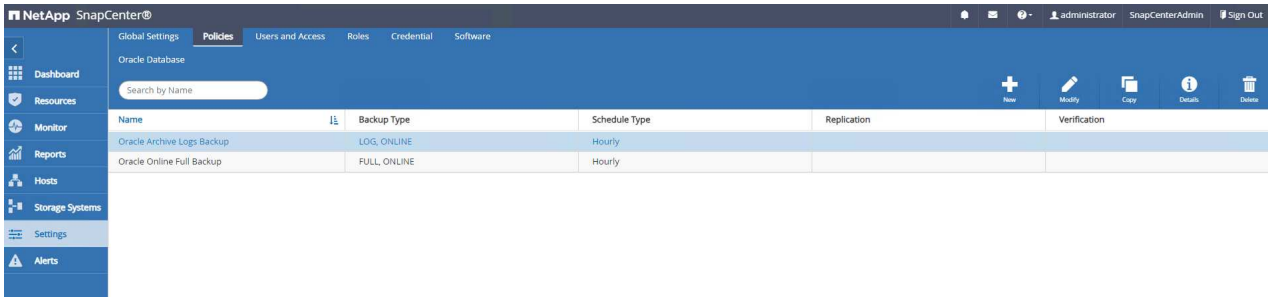 NetApp SnapCenter® administrator SnapCenterAdmin Sign Out
Global Settings Policies Users and Access Roles Credential Software
Oracle Database
Dashboard
Search by Name
New Modify Copy Details Delete
Resources
Name Backup Type Schedule Type Replication Verification
Monitor
Oracle Archive Logs Backup LOG, ONLINE Hourly
Reports
Oracle Online Full Backup FULL, ONLINE Hourly
Hosts
Storage Systems
Settings
Alerts